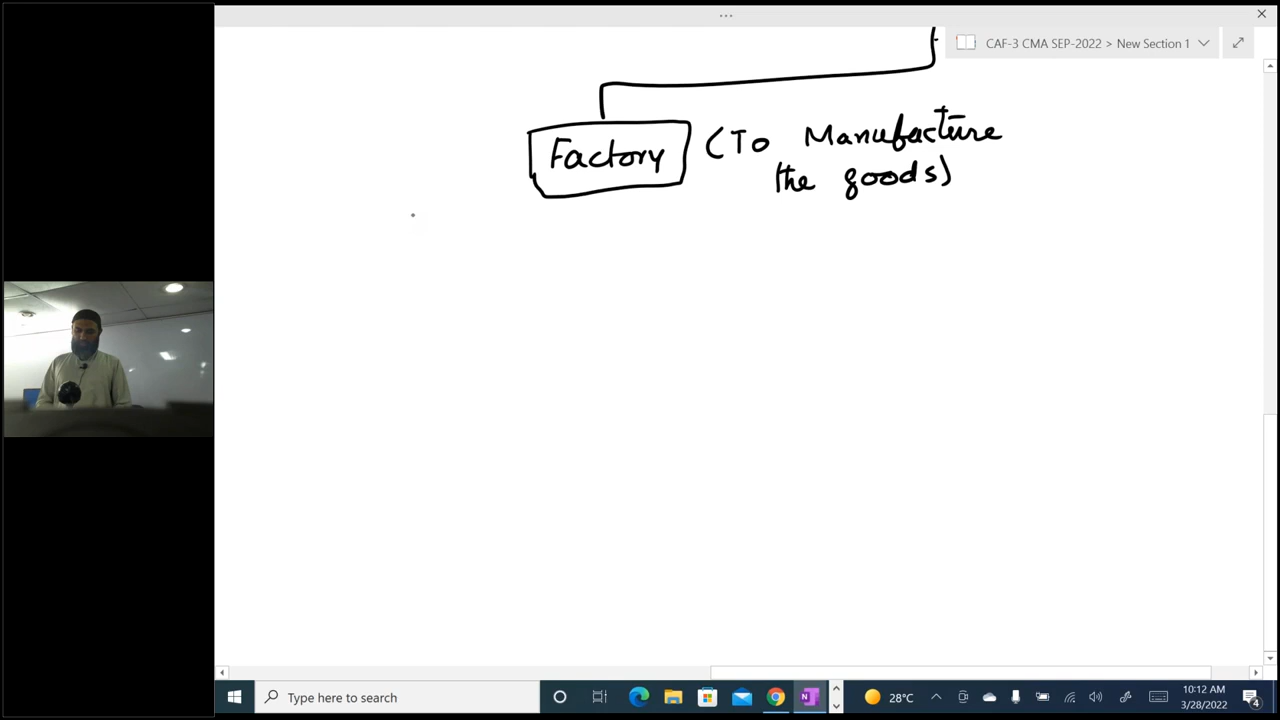 CAF-3 CMA SEP-2022 > New Section 1
Factory (To Manufacture
the goods)
Type here to search
28°C
10:12 AM
3/28/2022
4